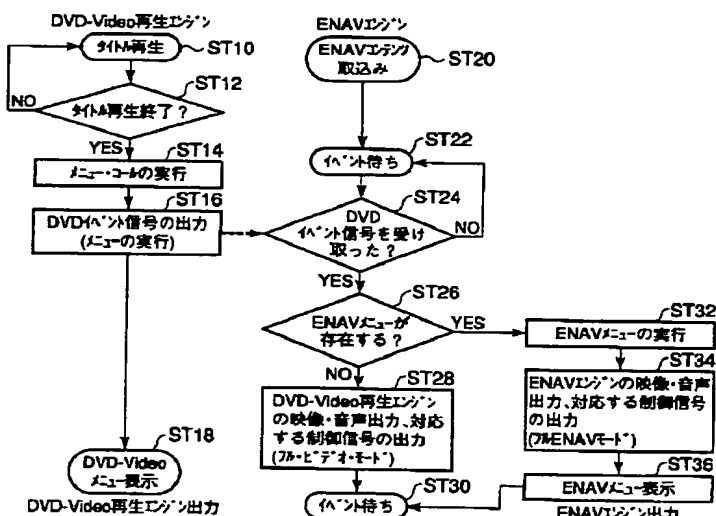 DVD-Video再生エンジン
タイトル再生
ST10
ST12
NO
タイトル再生終了？
YES
ST14
メニュー・コールの実行
ST16
DVDイベント信号の出力
(メニューの実行)
ST18
DVD-Video
メニュー表示
DVD-Video再生エンジン出力
ENAVエンジン
ENAVコンテンツ
取込み
ST20
ST22
イベント待ち
ST24
DVD
イベント信号を受け
取った？
NO
YES
ST26
ENAVメニューが
存在する？
YES
NO
ST28
DVD-Video再生エンジン
の映像・音声出力、対応
する制御信号の出力
(フル・ビデオ・モード)
ST30
イベント待ち
ST32
ENAVメニューの実行
ST34
ENAVエンジンの映像・音声
出力、対応する制御信号
の出力
(フルENAVモード)
ST36
ENAVメニュー表示
ENAVエンジン出力